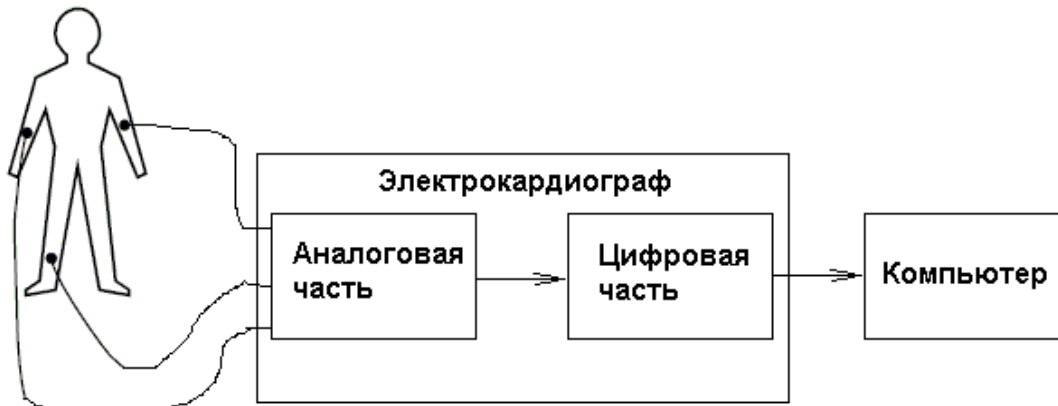 Электрокардиограф
Аналоговая
часть
Цифровая
часть
Компьютер